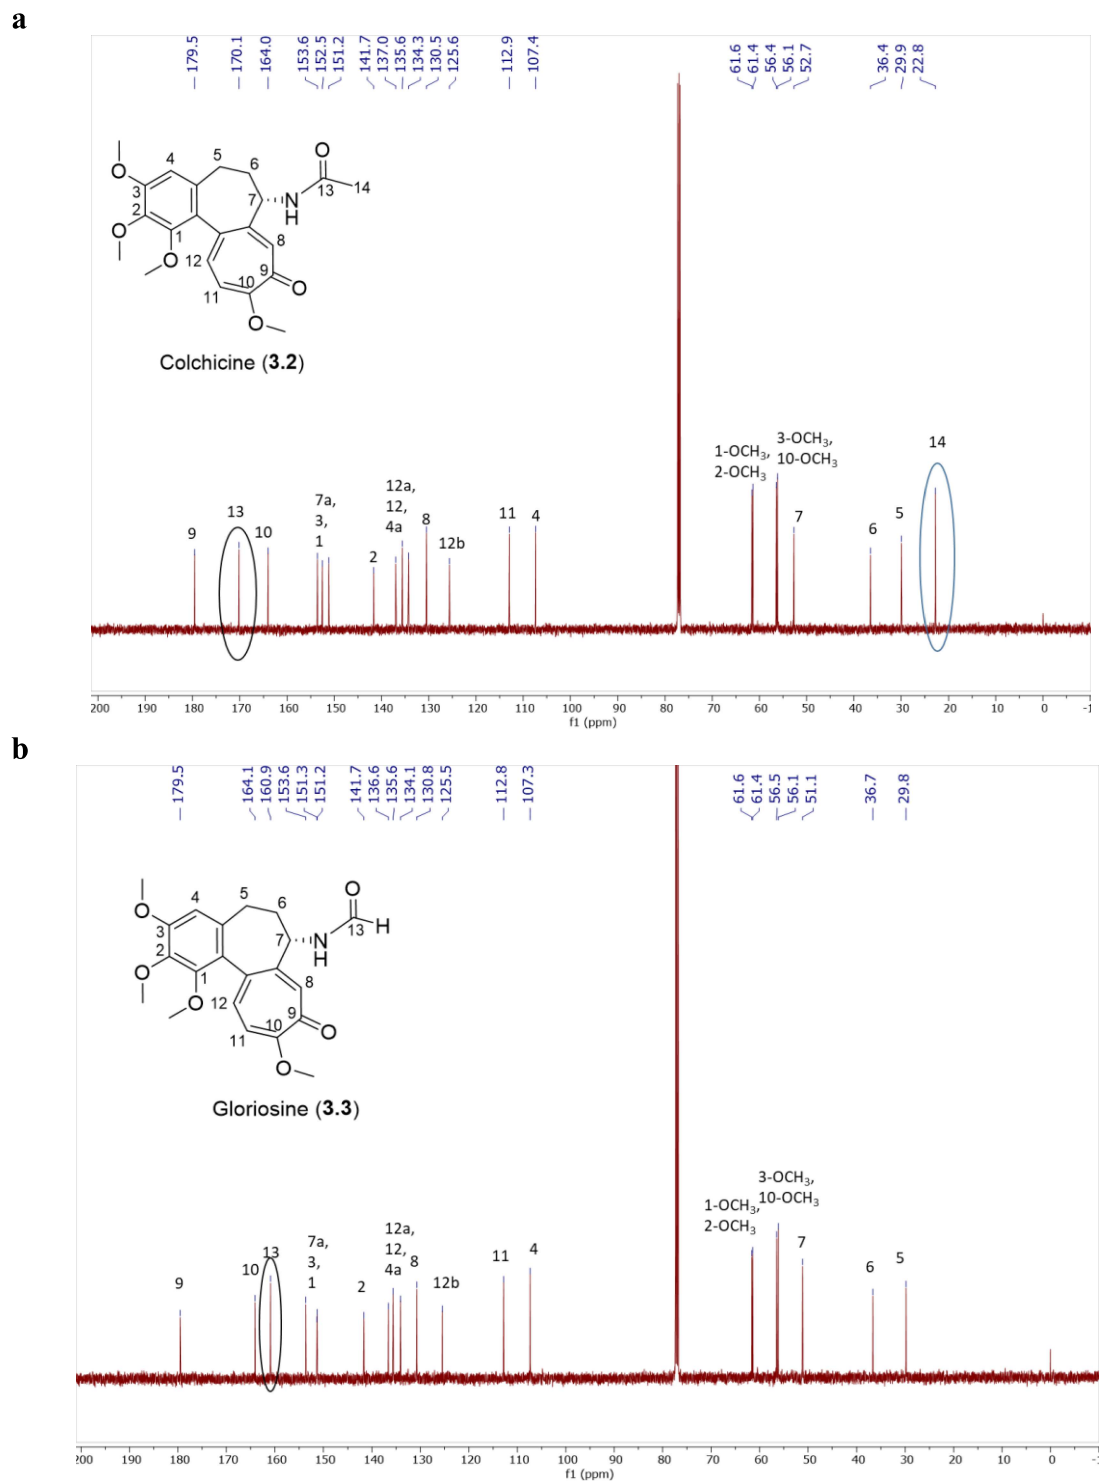 a
179.5
170.1
164.0
153.6
152.5
151.2
141.7
137.0
135.6
134.3
130.5
125.6
112.9
107.4
61.6
61.4
56.4
56.1
52.7
36.4
29.9
22.8
O
4
5
6
O
3
7
N
H
13
14
2
O
1
O
8
12
9
O
11
10
O
Colchicine (3.2)
9
13
10
7a,
3,
1
2
12a,
12,
4a
8
12b
11
4
1-OCH3,
2-OCH3
3-OCH3,
10-OCH3
7
6
5
14
200 190 180 170 160 150 140 130 120 110 100 90 80 70 60 50 40 30 20 10 0 -1
f1 (ppm)
b
179.5
164.1
160.9
153.6
151.3
151.2
141.7
136.6
135.6
134.1
130.8
125.5
112.8
107.3
61.6
61.4
56.5
56.1
51.1
36.7
29.8
O
4
5
6
O
3
7
N
H
13
H
2
O
1
O
8
12
9
O
11
10
O
Gloriosine (3.3)
9
10
13
7a,
3,
1
2
12a,
12,
4a
8
12b
11
4
1-OCH3,
2-OCH3
3-OCH3,
10-OCH3
7
6
5
200 190 180 170 160 150 140 130 120 110 100 90 80 70 60 50 40 30 20 10 0 -1
f1 (ppm)